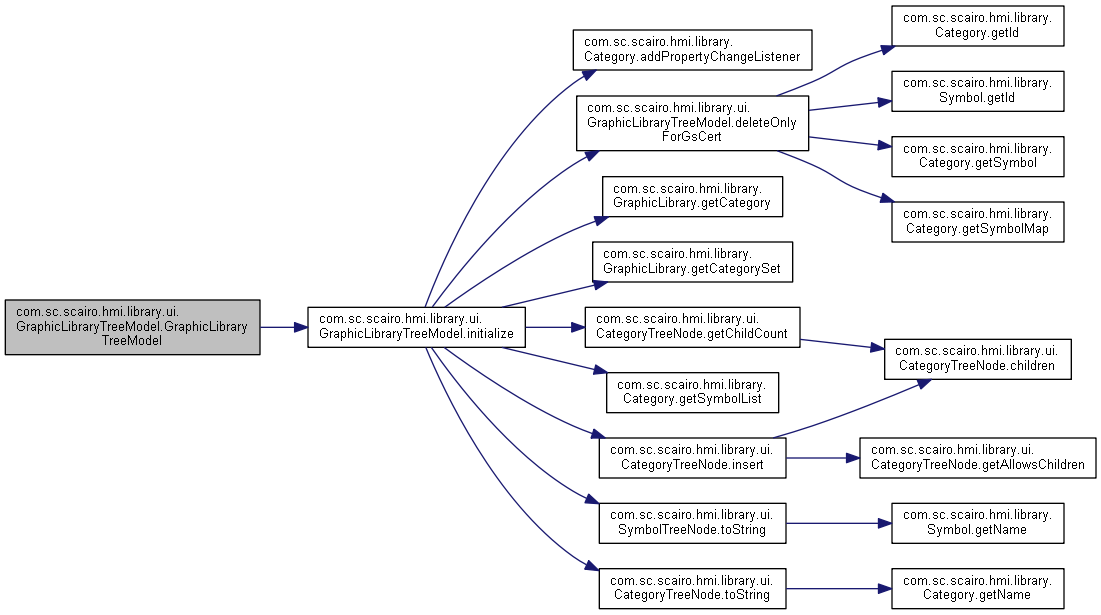 com.sc.scairo.hmi.library.ui.
GraphicLibraryTreeModel.GraphicLibrary
TreeModel
com.sc.scairo.hmi.library.ui.
GraphicLibraryTreeModel.initialize
com.sc.scairo.hmi.library.
Category.addPropertyChangeListener
com.sc.scairo.hmi.library.ui.
GraphicLibraryTreeModel.deleteOnly
ForGsCert
com.sc.scairo.hmi.library.
GraphicLibrary.getCategory
com.sc.scairo.hmi.library.
GraphicLibrary.getCategorySet
com.sc.scairo.hmi.library.ui.
CategoryTreeNode.getChildCount
com.sc.scairo.hmi.library.
Category.getSymbolList
com.sc.scairo.hmi.library.ui.
CategoryTreeNode.insert
com.sc.scairo.hmi.library.ui.
SymbolTreeNode.toString
com.sc.scairo.hmi.library.ui.
CategoryTreeNode.toString
com.sc.scairo.hmi.library.
Category.getId
com.sc.scairo.hmi.library.
Symbol.getId
com.sc.scairo.hmi.library.
Category.getSymbol
com.sc.scairo.hmi.library.
Category.getSymbolMap
com.sc.scairo.hmi.library.ui.
CategoryTreeNode.children
com.sc.scairo.hmi.library.ui.
CategoryTreeNode.getAllowsChildren
com.sc.scairo.hmi.library.
Symbol.getName
com.sc.scairo.hmi.library.
Category.getName